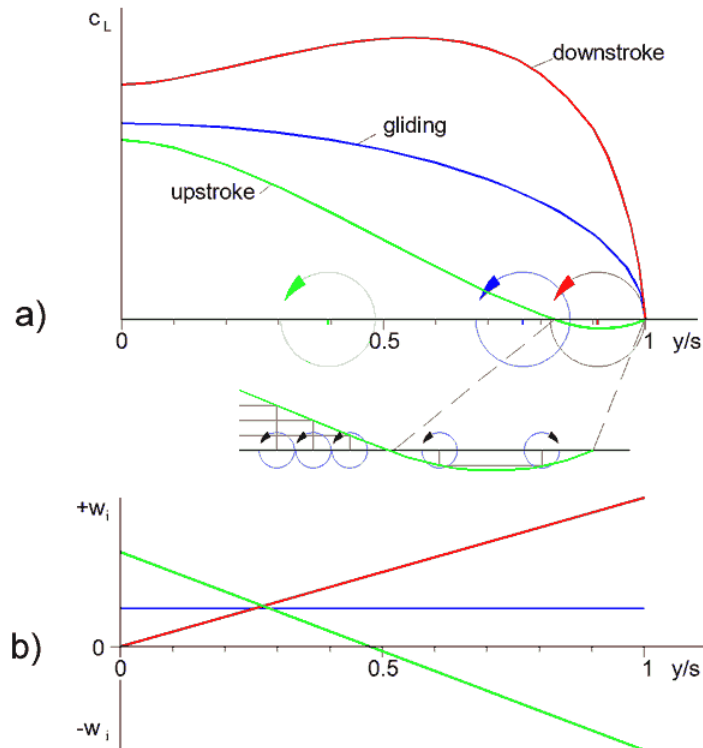 c L
downstroke
gliding
upstroke
a)
0
0.5
1
y/s
+w i
b)
0
0.5
1
y/s
-w i